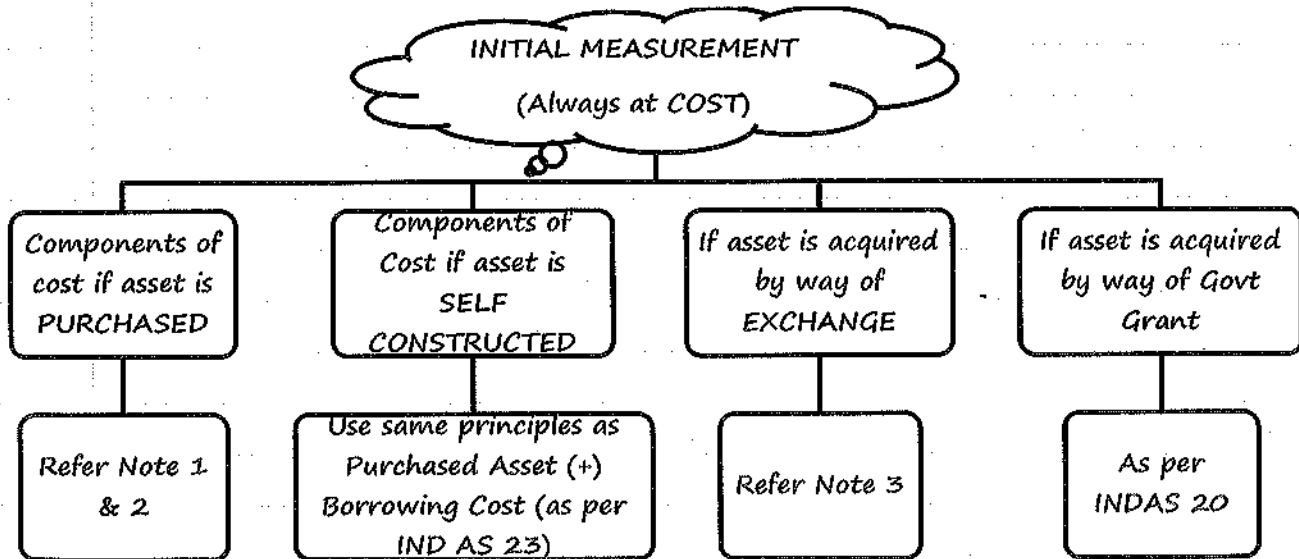 INITIAL MEASUREMENT
(Always at COST)
Components of
cost if asset is
PURCHASED
Components of
Cost if asset is
SELF
CONSTRUCTED
If asset is acquired
by way of
EXCHANGE
If asset is acquired
by way of Govt
Grant
Refer Note 1
& 2
Use same principles as
Purchased Asset (+)
Borrowing Cost (as per
IND AS 23)
Refer Note 3
As per
INDAS 20